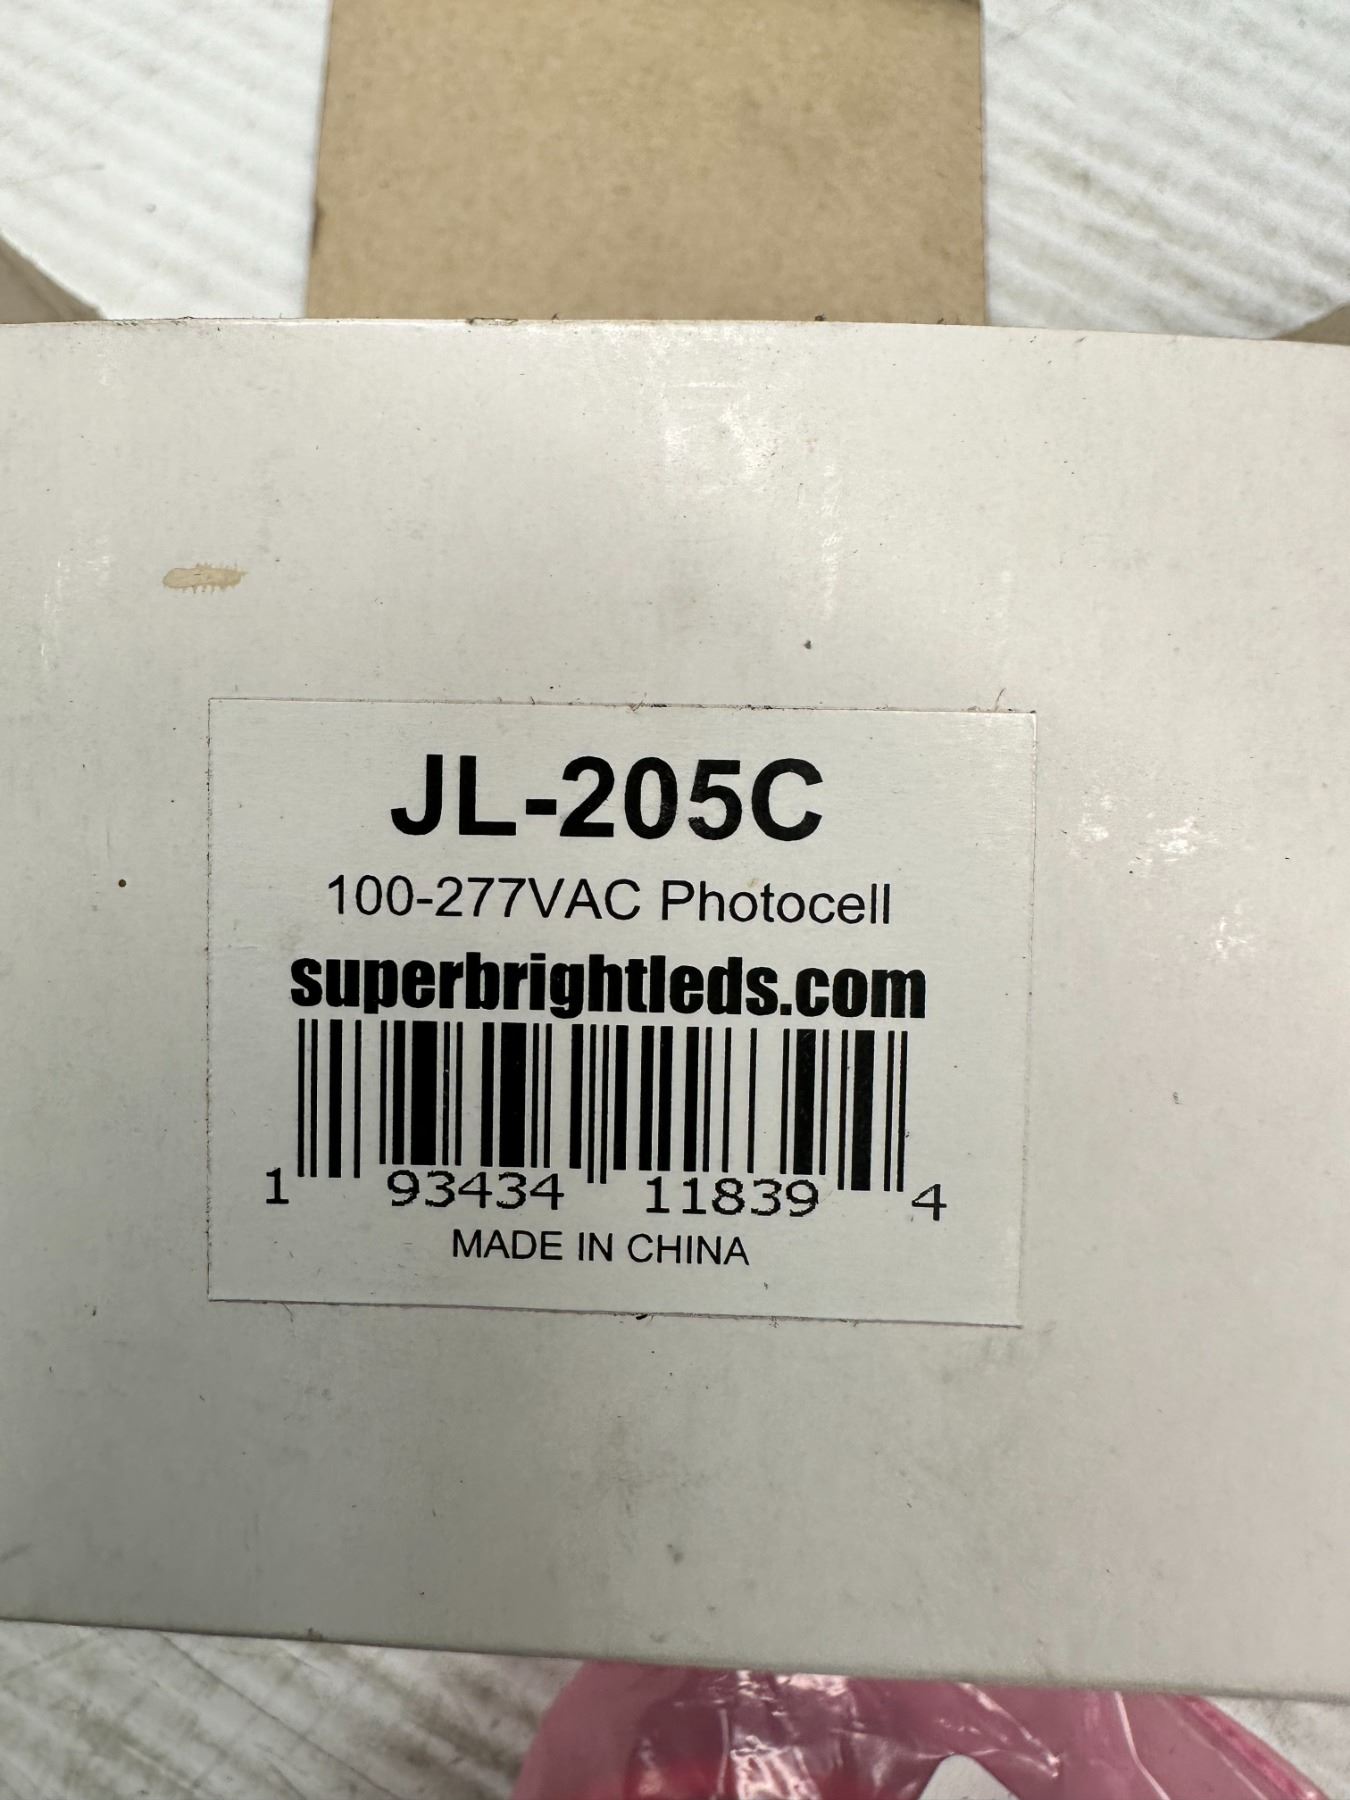 JL-205C
100-277VAC Photocell
superbrightleds.com
1 93434 11839 4
MADE IN CHINA